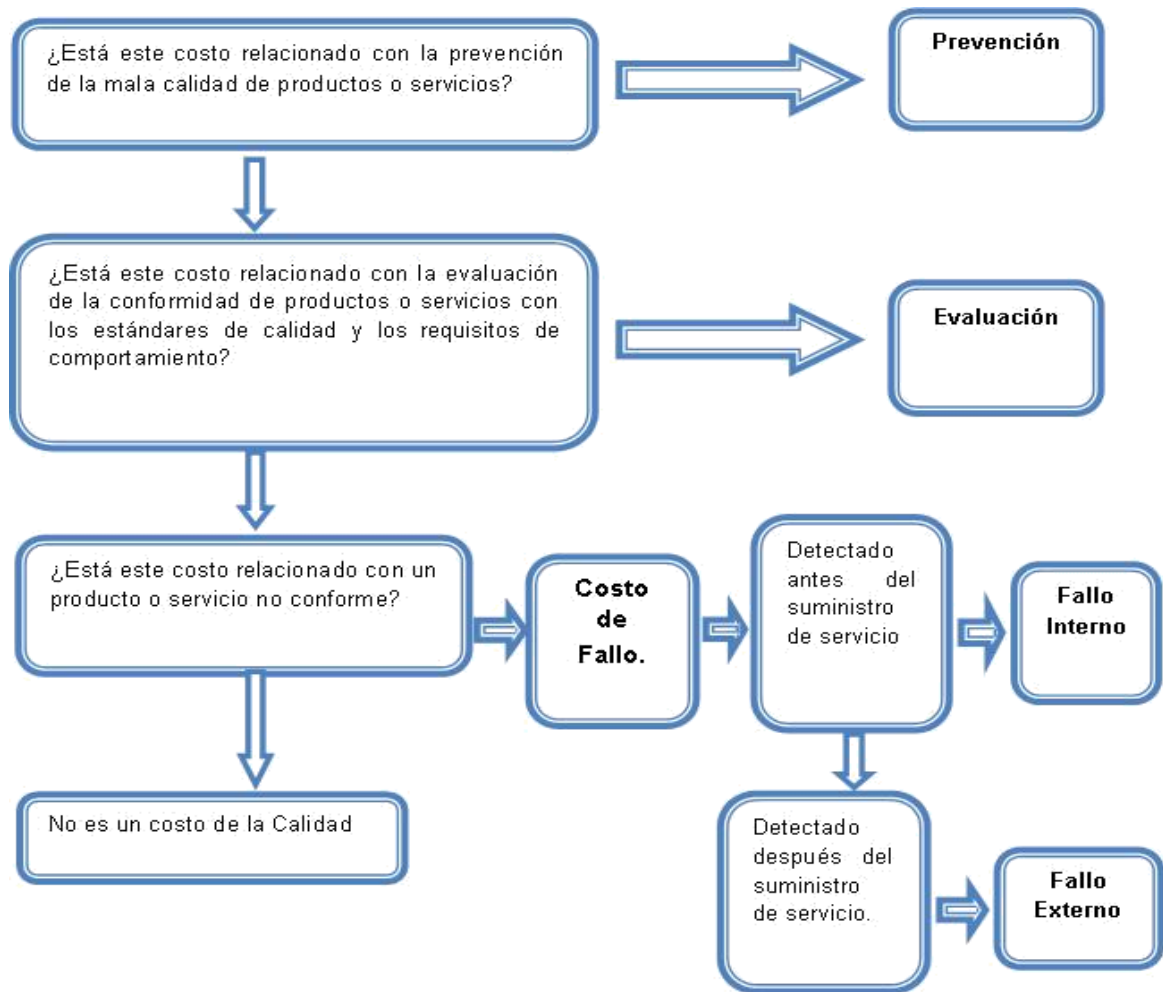 ¿Está este costo relacionado con la prevención
de la mala calidad de productos o servicios?
Prevención
¿Está este costo relacionado con la evaluación
de la conformidad de productos o servicios con
los estándares de calidad y los requisitos de
comportamiento?
Evaluación
¿Está este costo relacionado con un
producto o servicio no conforme?
Costo
de
Fallo.
Detectado
antes del
suministro
de servicio
Fallo
Interno
No es un costo de la Calidad
Detectado
después del
suministro
de servicio.
Fallo
Externo